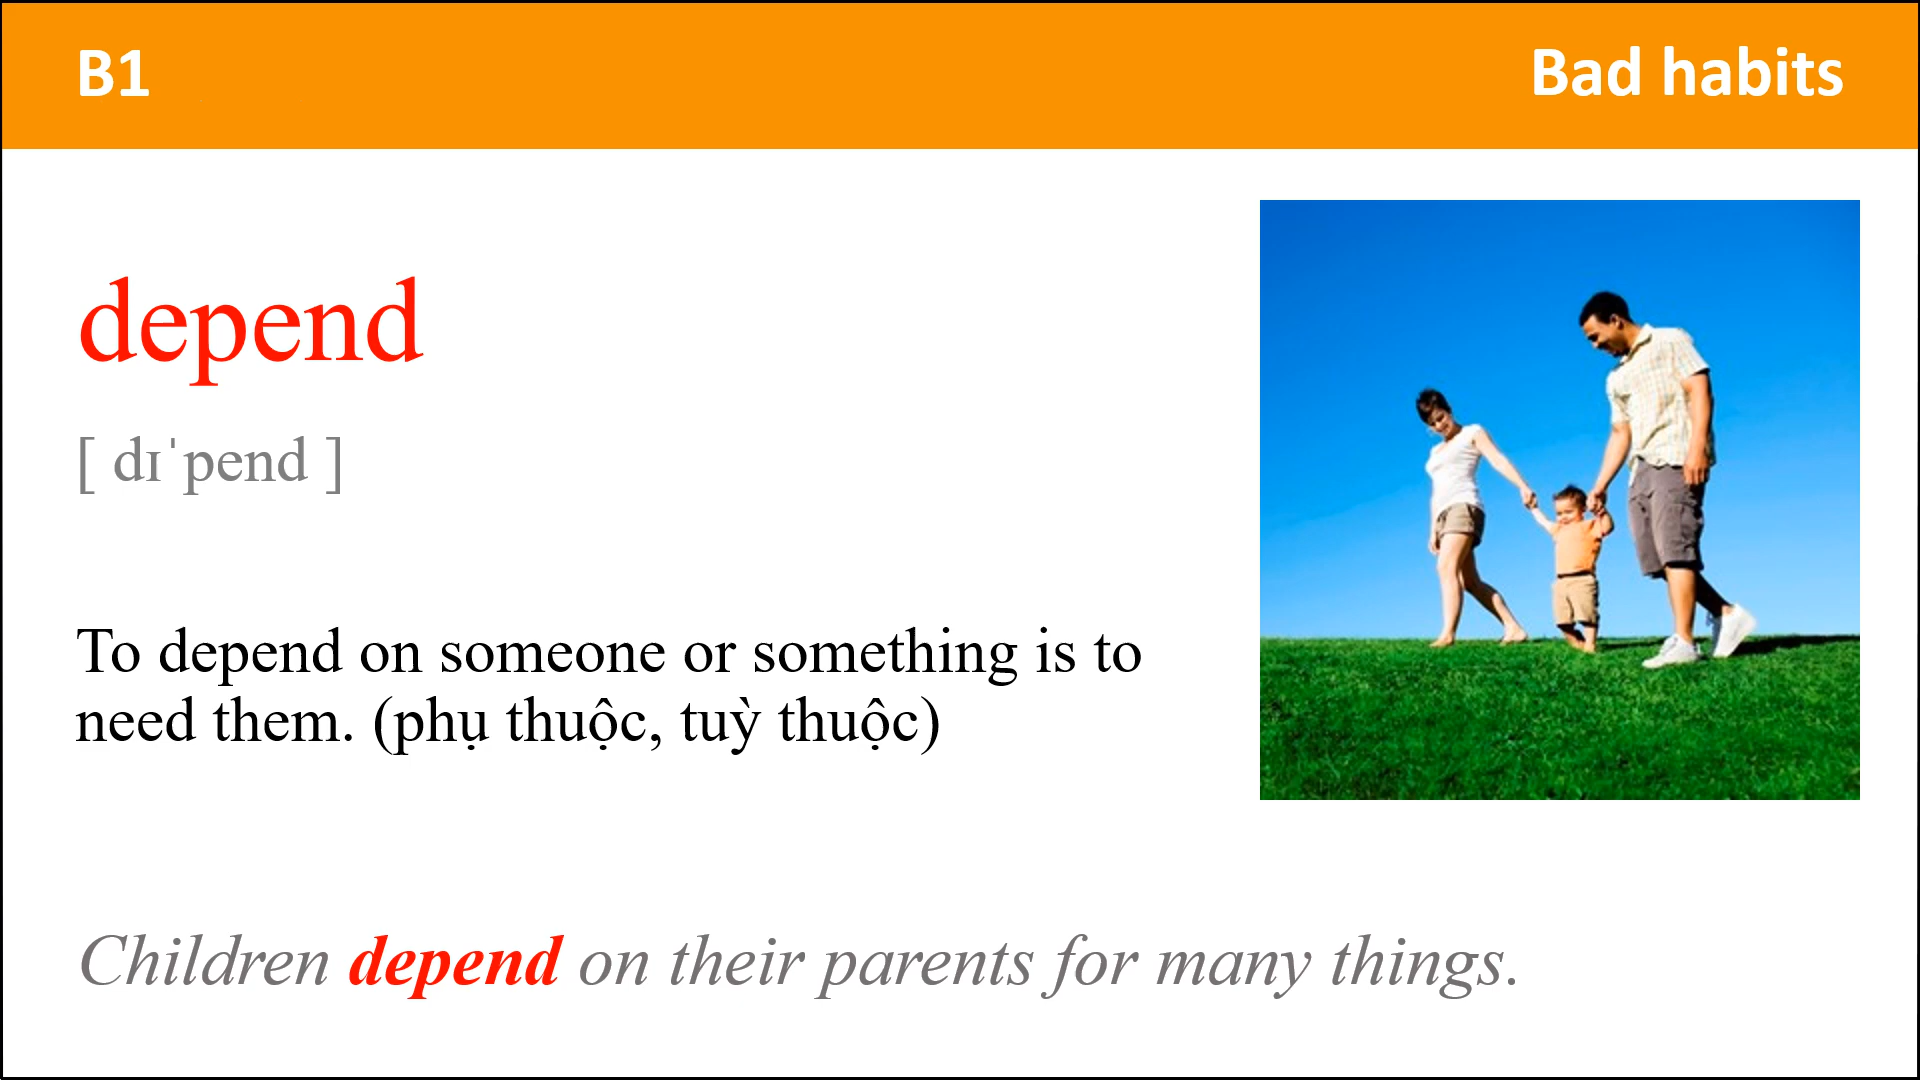 B1
Bad habits
depend
[ dɪˈpend ]
To depend on someone or something is to
need them. (phụ thuộc, tuỳ thuộc)
Children depend on their parents for many things.